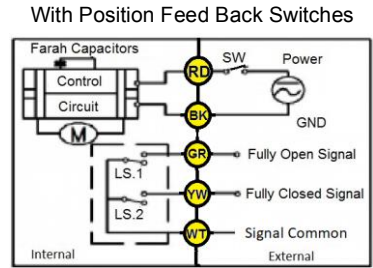 With Position Feed Back Switches
Farah Capacitors
Control
Circuit
M
LS.1
LS.2
Internal
RD
BK
GR
YW
WT
SW
Power
GND
Fully Open Signal
Fully Closed Signal
Signal Common
External